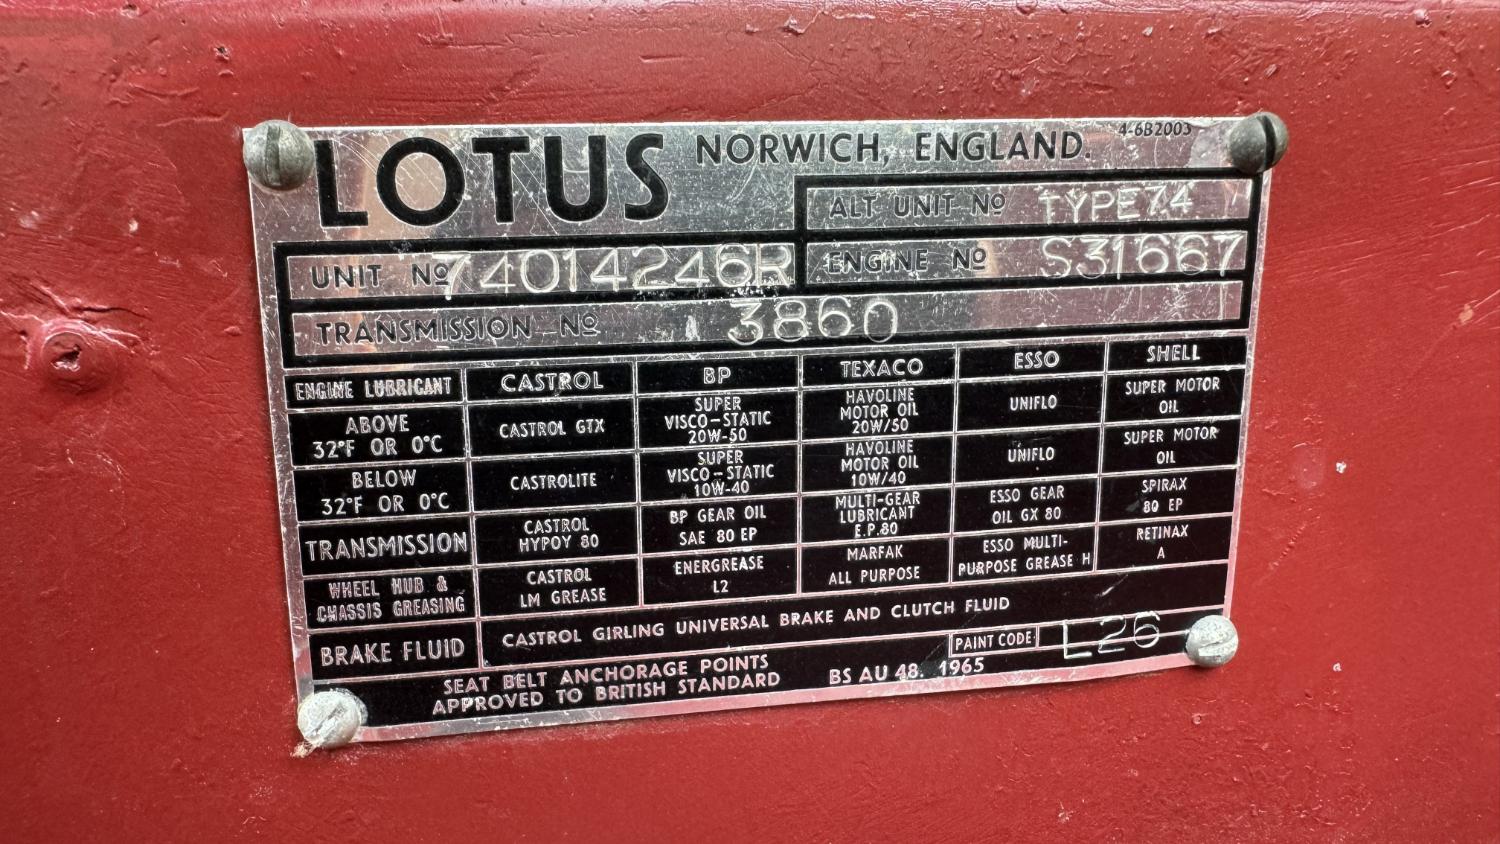 LOTUS NORWICH, ENGLAND. 4-6B2003
ALT UNIT Nº TYPE74
UNIT Nº 74014246R ENGINE Nº S31667
TRANSMISSION Nº 3860
ENGINE LUBRICANT CASTROL BP TEXACO ESSO SHELL
ABOVE
32°F OR 0°C
CASTROL GTX
SUPER
VISCO-STATIC
20W-50
HAVOLINE
MOTOR OIL
20W/50
UNIFLO
SUPER MOTOR
OIL
BELOW
32°F OR 0°C
CASTROLITE
SUPER
VISCO-STATIC
10W-40
HAVOLINE
MOTOR OIL
10W/40
UNIFLO
SUPER MOTOR
OIL
TRANSMISSION
CASTROL
HYPOY 80
BP GEAR OIL
SAE 80 EP
MULTI-GEAR
LUBRICANT
E.P.80
ESSO GEAR
OIL GX 80
SPIRAX
80 EP
WHEEL HUB &
CHASSIS GREASING
CASTROL
LM GREASE
ENERGREASE
L2
MARFAK
ALL PURPOSE
ESSO MULTI-
PURPOSE GREASE H
RETINAX
A
BRAKE FLUID CASTROL GIRLING UNIVERSAL BRAKE AND CLUTCH FLUID
PAINT CODE L26
SEAT BELT ANCHORAGE POINTS
APPROVED TO BRITISH STANDARD BS AU 48. 1965